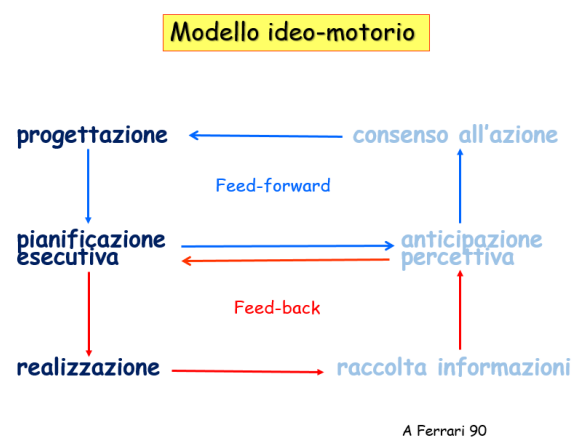 Modello ideo-motorio
progettazione
consenso all'azione
Feed-forward
pianificazione
esecutiva
anticipazione
percettiva
Feed-back
realizzazione
raccolta informazioni
A Ferrari 90